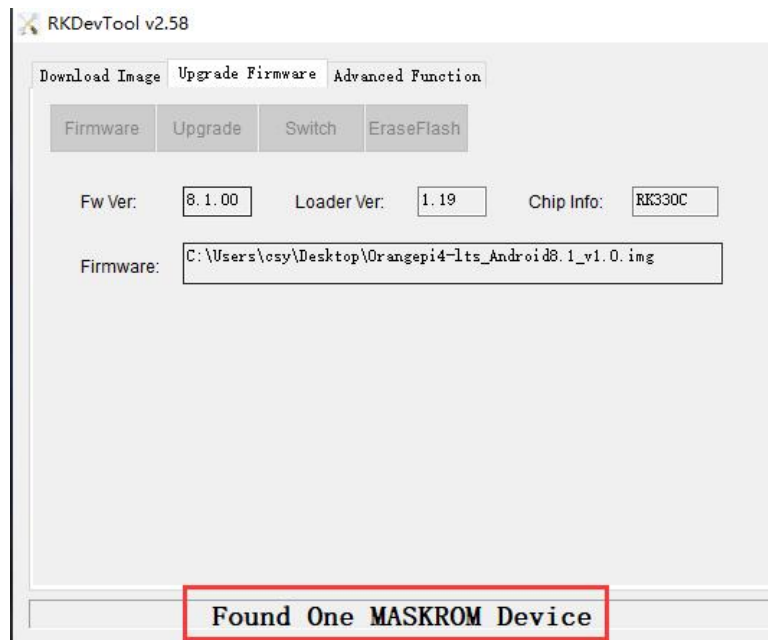 RKDevTool v2.58
Download Image Upgrade Firmware Advanced Function
Firmware Upgrade Switch EraseFlash
Fw Ver: 8.1.00 Loader Ver: 1.19 Chip Info: RK330C
Firmware: C:\Users\csy\Desktop\Orangepi4-lts_Android8.1_v1.0.img
Found One MASKROM Device